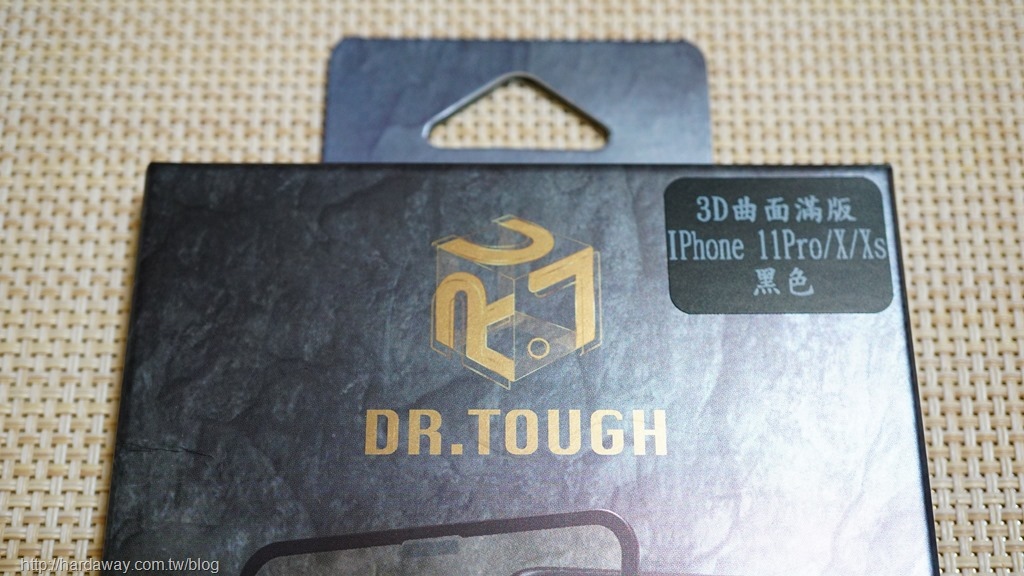 3D曲面滿版
IPhone 11Pro/X/Xs
黑色
DR.TOUGH
http://hardaway.com.tw/blog